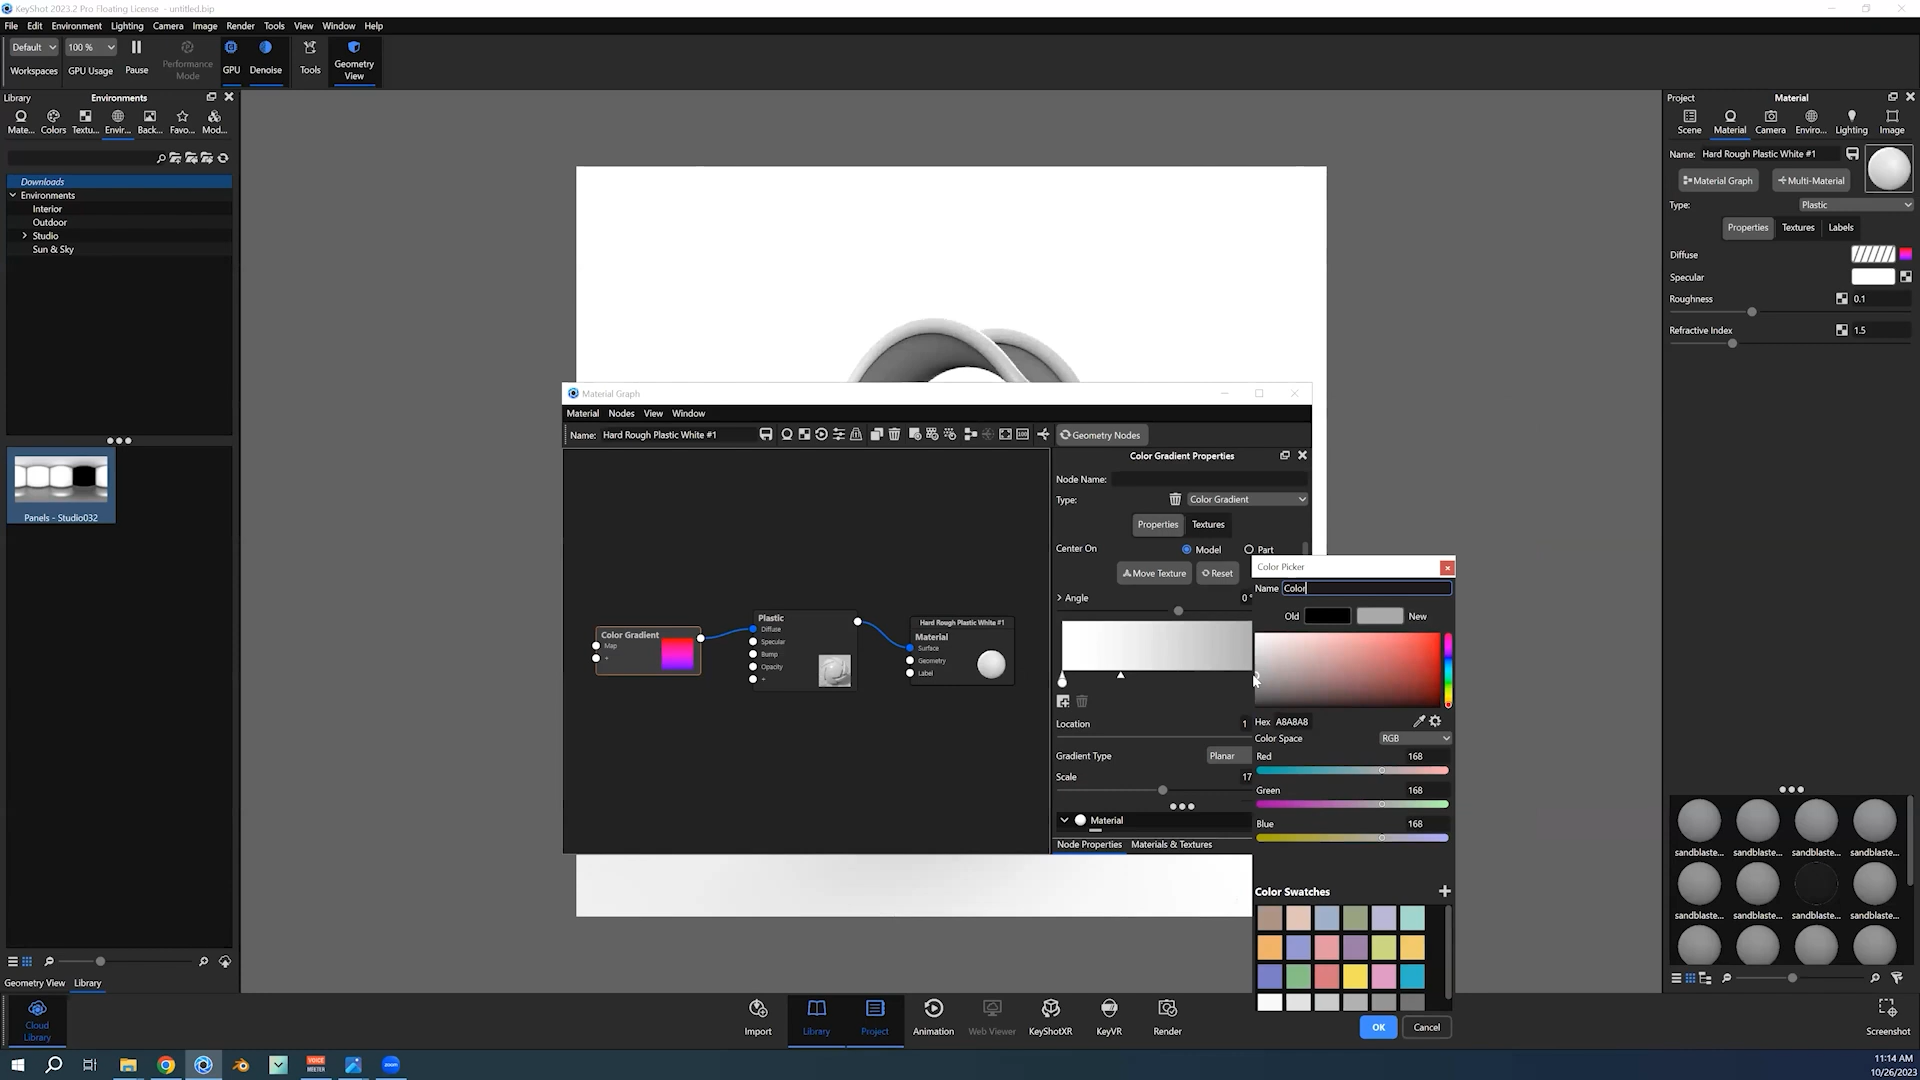 KeyShot 2023.2 Pro Floating License - untitled.bip
File Edit Environment Lighting Camera Image Render Tools View Window Help
Default 100 %
Workspaces GPU Usage Pause Performance Mode GPU Denoise Tools Geometry View
Library Environments
Mate... Colors Textu... Envir... Back... Favo... Mod...
Downloads
Environments
Interior
Outdoor
Studio
Sun & Sky
Panels - Studio032
Geometry View Library
Cloud Library
Material Graph
Material Nodes View Window
Name: Hard Rough Plastic White #1
Geometry Nodes
Color Gradient
Map
+
Plastic
Diffuse
Specular
Bump
Opacity
+
Hard Rough Plastic White #1
Material
Surface
Geometry
Label
Color Gradient Properties
Node Name:
Type: Color Gradient
Properties Textures
Center On Model Part
Move Texture Reset
Angle 0°
Location 1
Gradient Type Planar
Scale 17
Material
Node Properties Materials & Textures
Color Picker
Name Color
Old New
Hex A8A8A8
Color Space RGB
Red 168
Green 168
Blue 168
Color Swatches
OK Cancel
Project Material
Scene Material Camera Enviro... Lighting Image
Name: Hard Rough Plastic White #1
Material Graph Multi-Material
Type: Plastic
Properties Textures Labels
Diffuse
Specular
Roughness 0.1
Refractive Index 1.5
sandblaste... sandblaste... sandblaste... sandblaste...
sandblaste... sandblaste... sandblaste... sandblaste...
Import Library Project Animation Web Viewer KeyShotXR KeyVR Render
Screenshot
VOICE MEETER
zoom
11:14 AM
10/26/2023